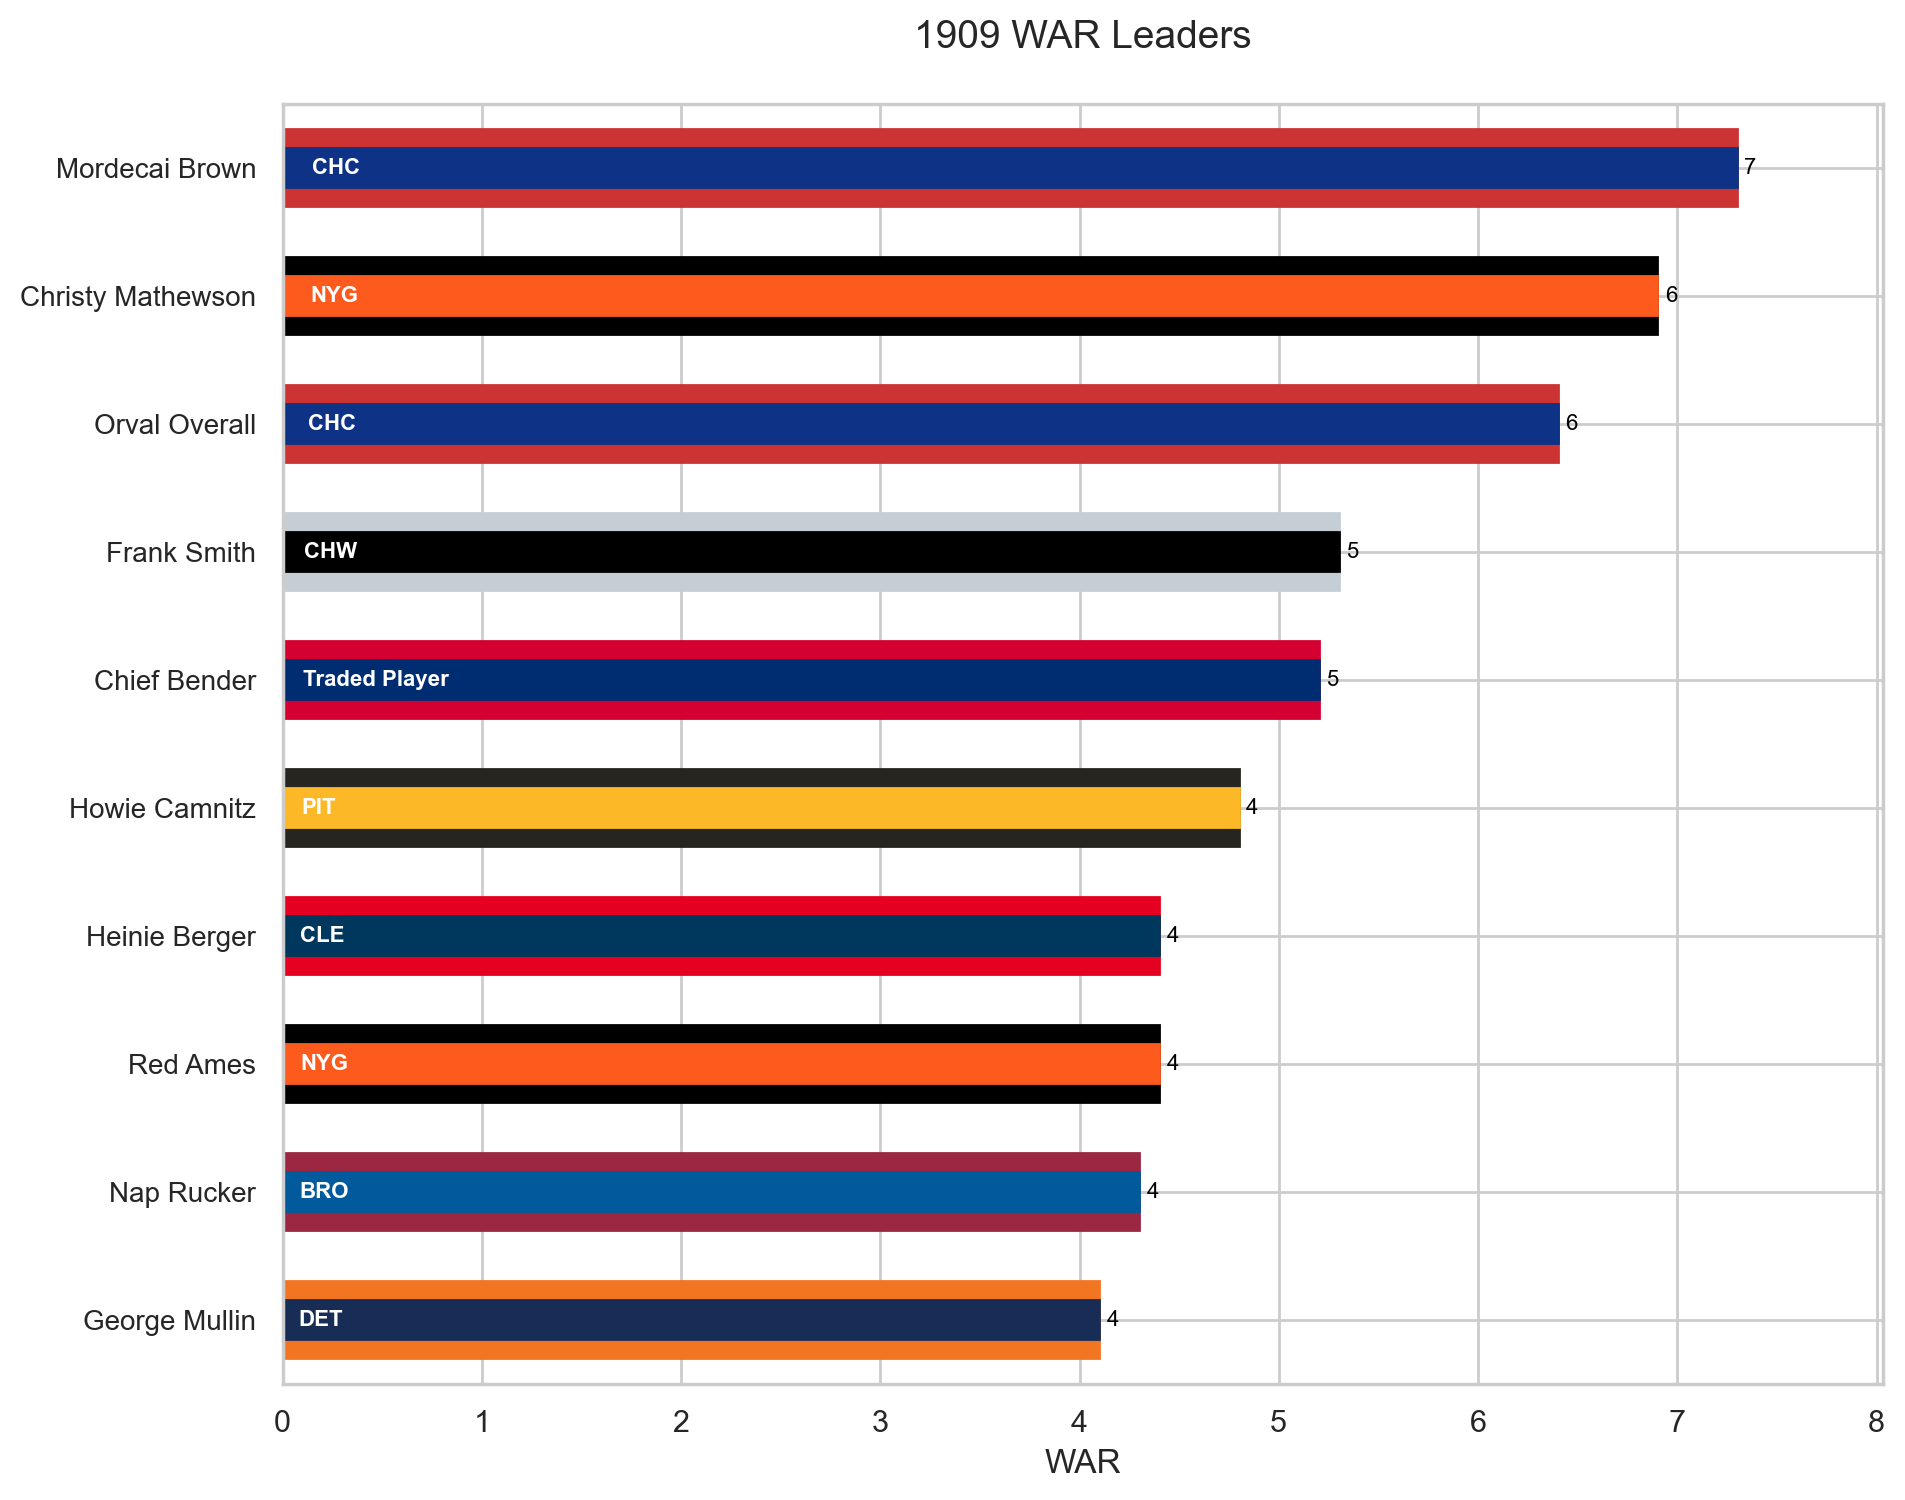 1909 WAR Leaders
Mordecai Brown CHC 7
Christy Mathewson NYG 6
Orval Overall CHC 6
Frank Smith CHW 5
Chief Bender Traded Player 5
Howie Camnitz PIT 4
Heinie Berger CLE 4
Red Ames NYG 4
Nap Rucker BRO 4
George Mullin DET 4
0 1 2 3 4 5 6 7 8
WAR